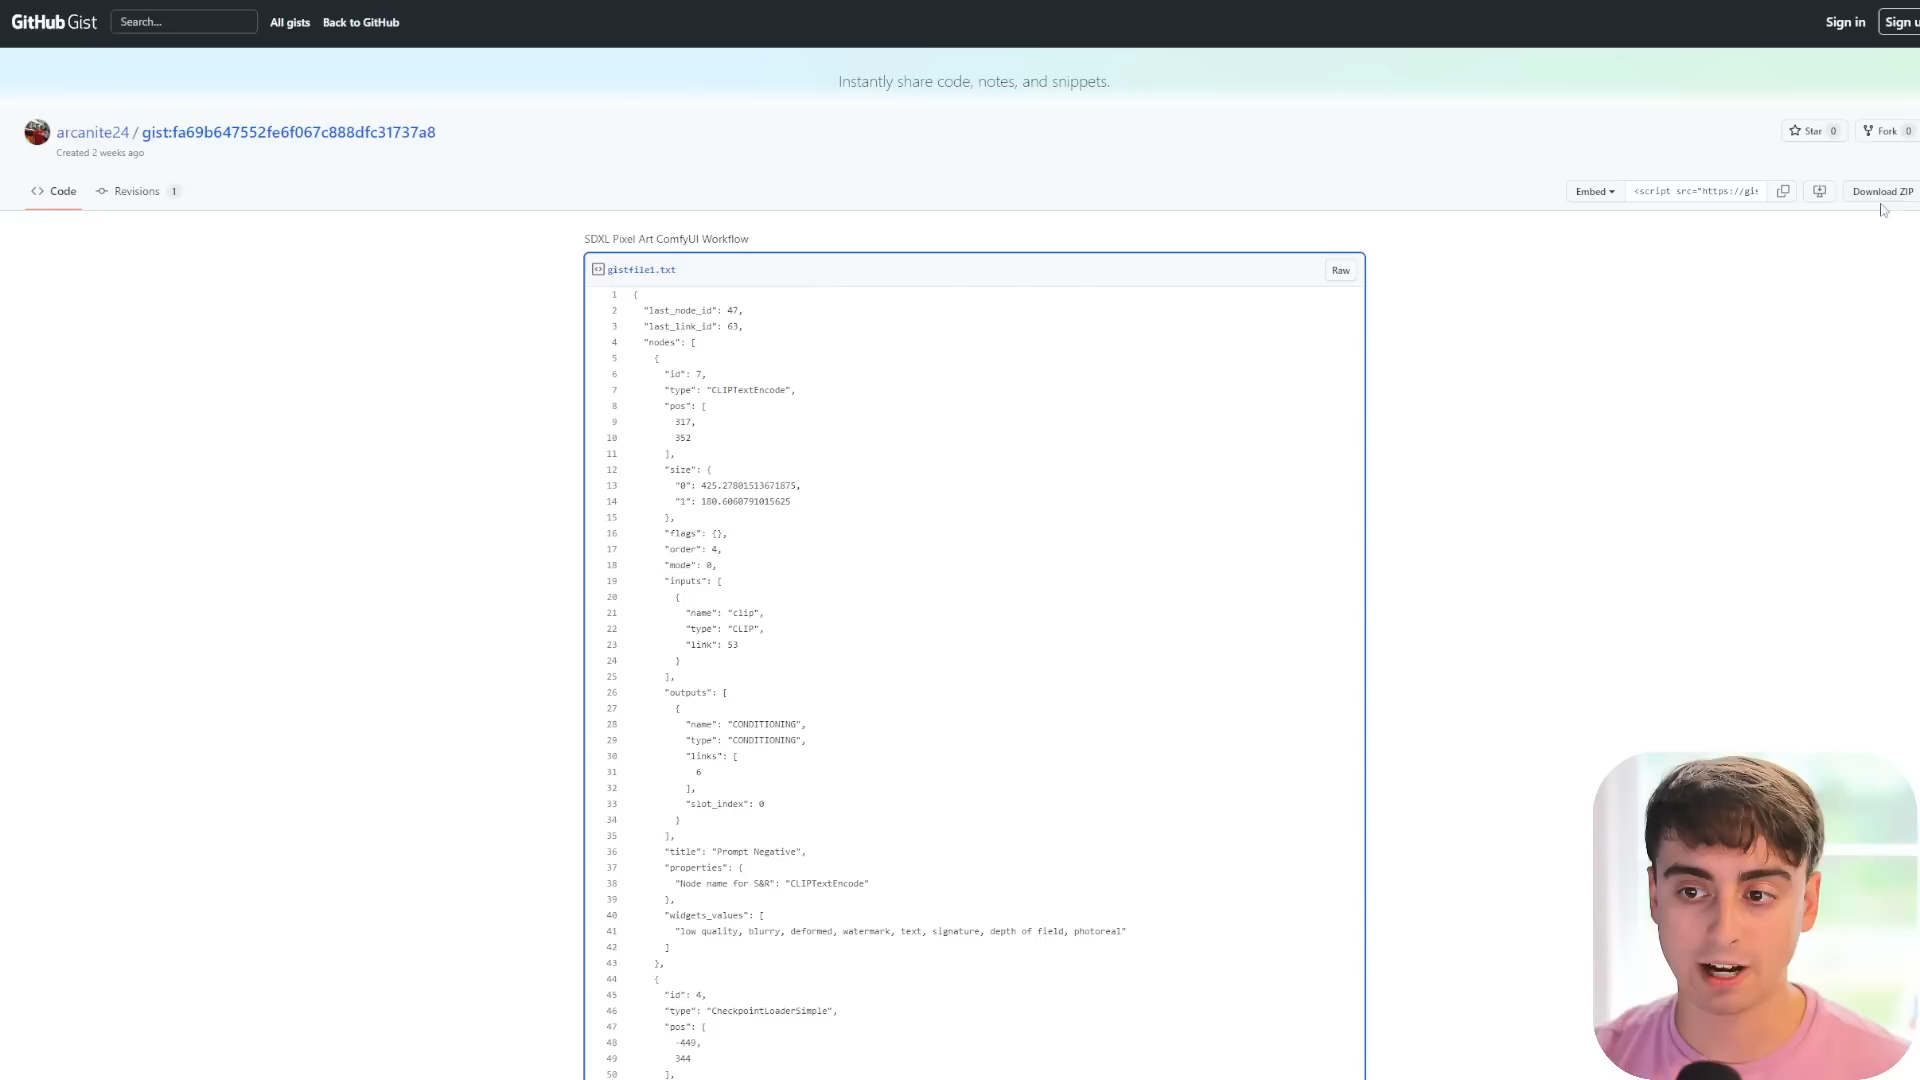 GitHub Gist Search... All gists Back to GitHub Sign in Sign u
Instantly share code, notes, and snippets.
arcanite24 / gist:fa69b647552fe6f067c888dfc31737a8 Star 0 Fork 0
Created 2 weeks ago
Code Revisions 1 Embed <script src="https://gis Download ZIP
SDXL Pixel Art ComfyUI Workflow
gistfile1.txt Raw
1 {
2 "last_node_id": 47,
3 "last_link_id": 63,
4 "nodes": [
5 {
6 "id": 7,
7 "type": "CLIPTextEncode",
8 "pos": [
9 317,
10 352
11 ],
12 "size": {
13 "0": 425.27801513671875,
14 "1": 180.6060791015625
15 },
16 "flags": {},
17 "order": 4,
18 "mode": 0,
19 "inputs": [
20 {
21 "name": "clip",
22 "type": "CLIP",
23 "link": 53
24 }
25 ],
26 "outputs": [
27 {
28 "name": "CONDITIONING",
29 "type": "CONDITIONING",
30 "links": [
31 6
32 ],
33 "slot_index": 0
34 }
35 ],
36 "title": "Prompt Negative",
37 "properties": {
38 "Node name for S&R": "CLIPTextEncode"
39 },
40 "widgets_values": [
41 "low quality, blurry, deformed, watermark, text, signature, depth of field, photoreal"
42 ]
43 },
44 {
45 "id": 4,
46 "type": "CheckpointLoaderSimple",
47 "pos": [
48 -449,
49 344
50 ],